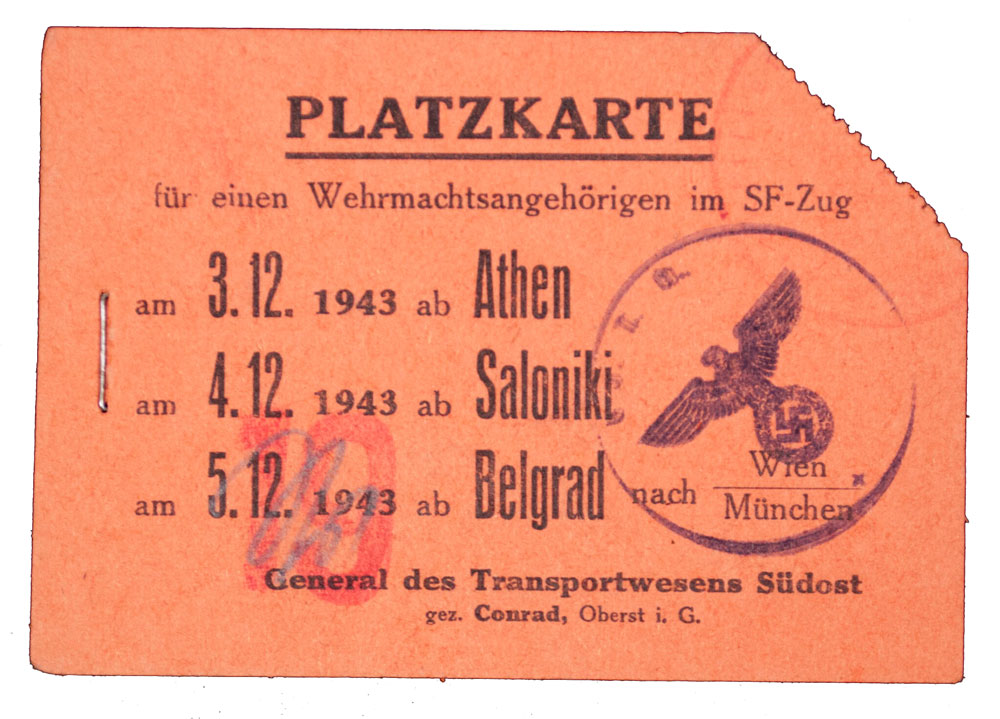 PLATZKARTE
für einen Wehrmachtsangehörigen im SF-Zug
am 3.12. 1943 ab Athen
am 4.12. 1943 ab Saloniki
am 5.12. 1943 ab Belgrad nach Wien
München
General des Transportwesens Südost
gez. Conrad, Oberst i. G.
10